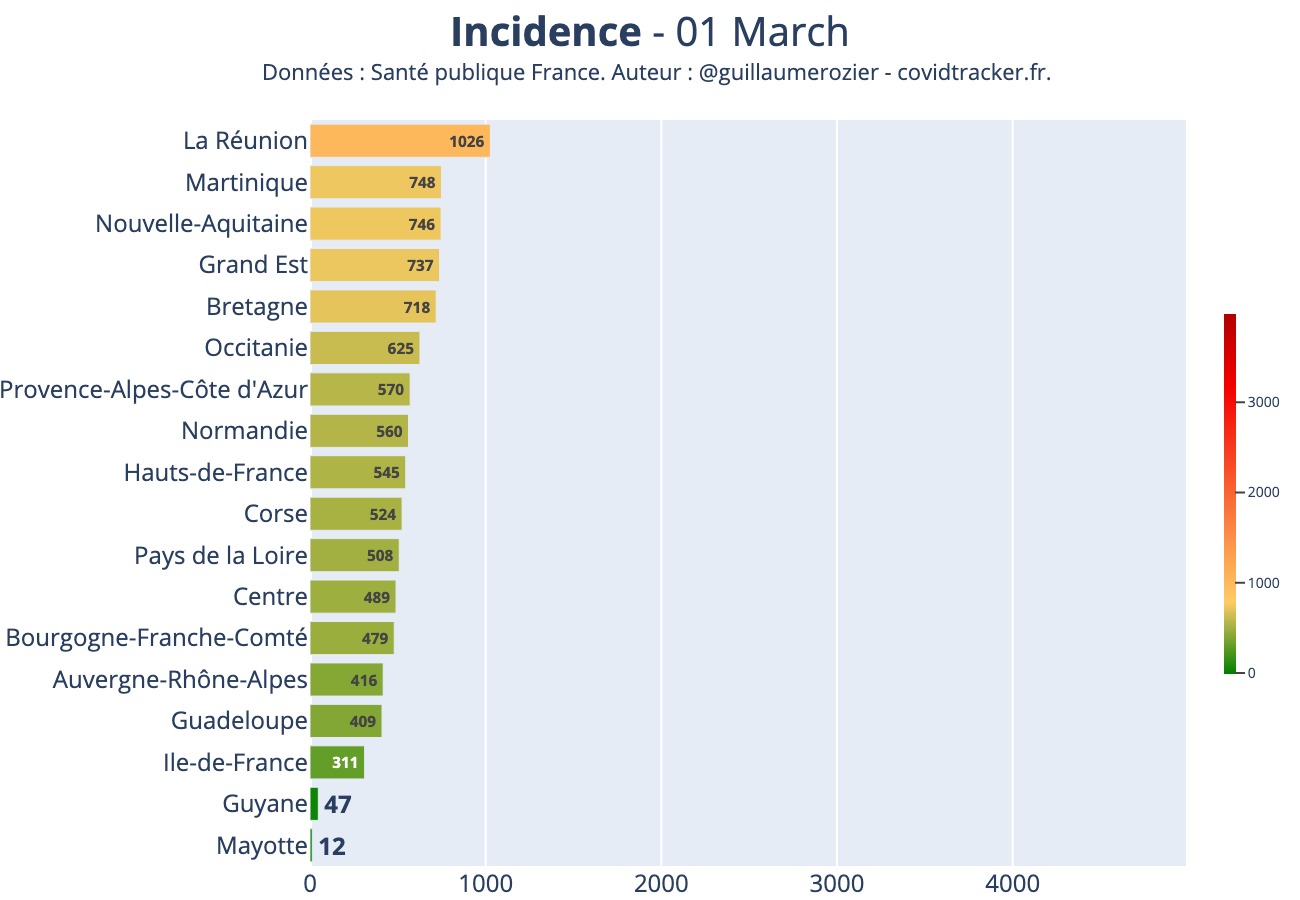 Incidence - 01 March
Données : Santé publique France. Auteur : @guillaumerozier - covidtracker.fr.
La Réunion 1026
Martinique 748
Nouvelle-Aquitaine 746
Grand Est 737
Bretagne 718
Occitanie 625
Provence-Alpes-Côte d'Azur 570
Normandie 560
Hauts-de-France 545
Corse 524
Pays de la Loire 508
Centre 489
Bourgogne-Franche-Comté 479
Auvergne-Rhône-Alpes 416
Guadeloupe 409
Ile-de-France 311
Guyane 47
Mayotte 12
0 1000 2000 3000 4000
3000
2000
1000
0